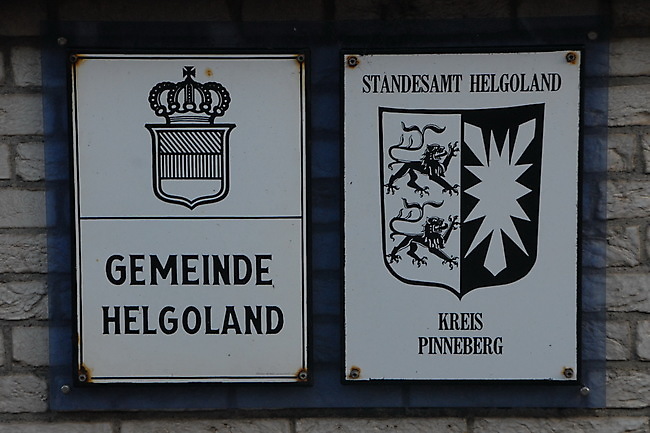 GEMEINDE
HELGOLAND
STANDESAMT HELGOLAND
KREIS
PINNEBERG